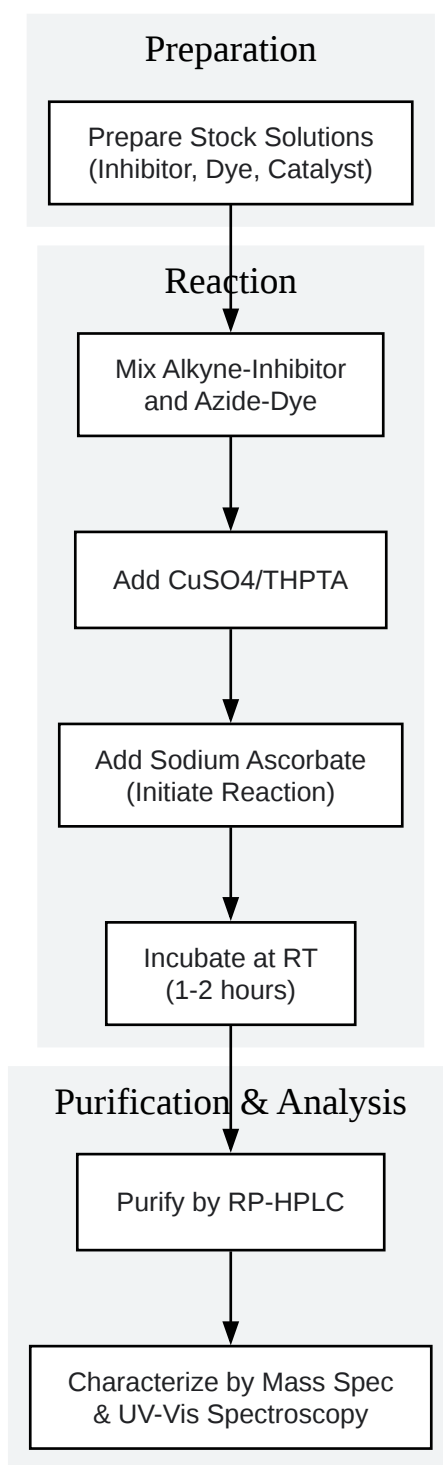 Preparation
Prepare Stock Solutions
(Inhibitor, Dye, Catalyst)
Reaction
Mix Alkyne-Inhibitor
and Azide-Dye
Add CuSO4/THPTA
Add Sodium Ascorbate
(Initiate Reaction)
Incubate at RT
(1-2 hours)
Purification & Analysis
Purify by RP-HPLC
Characterize by Mass Spec
& UV-Vis Spectroscopy